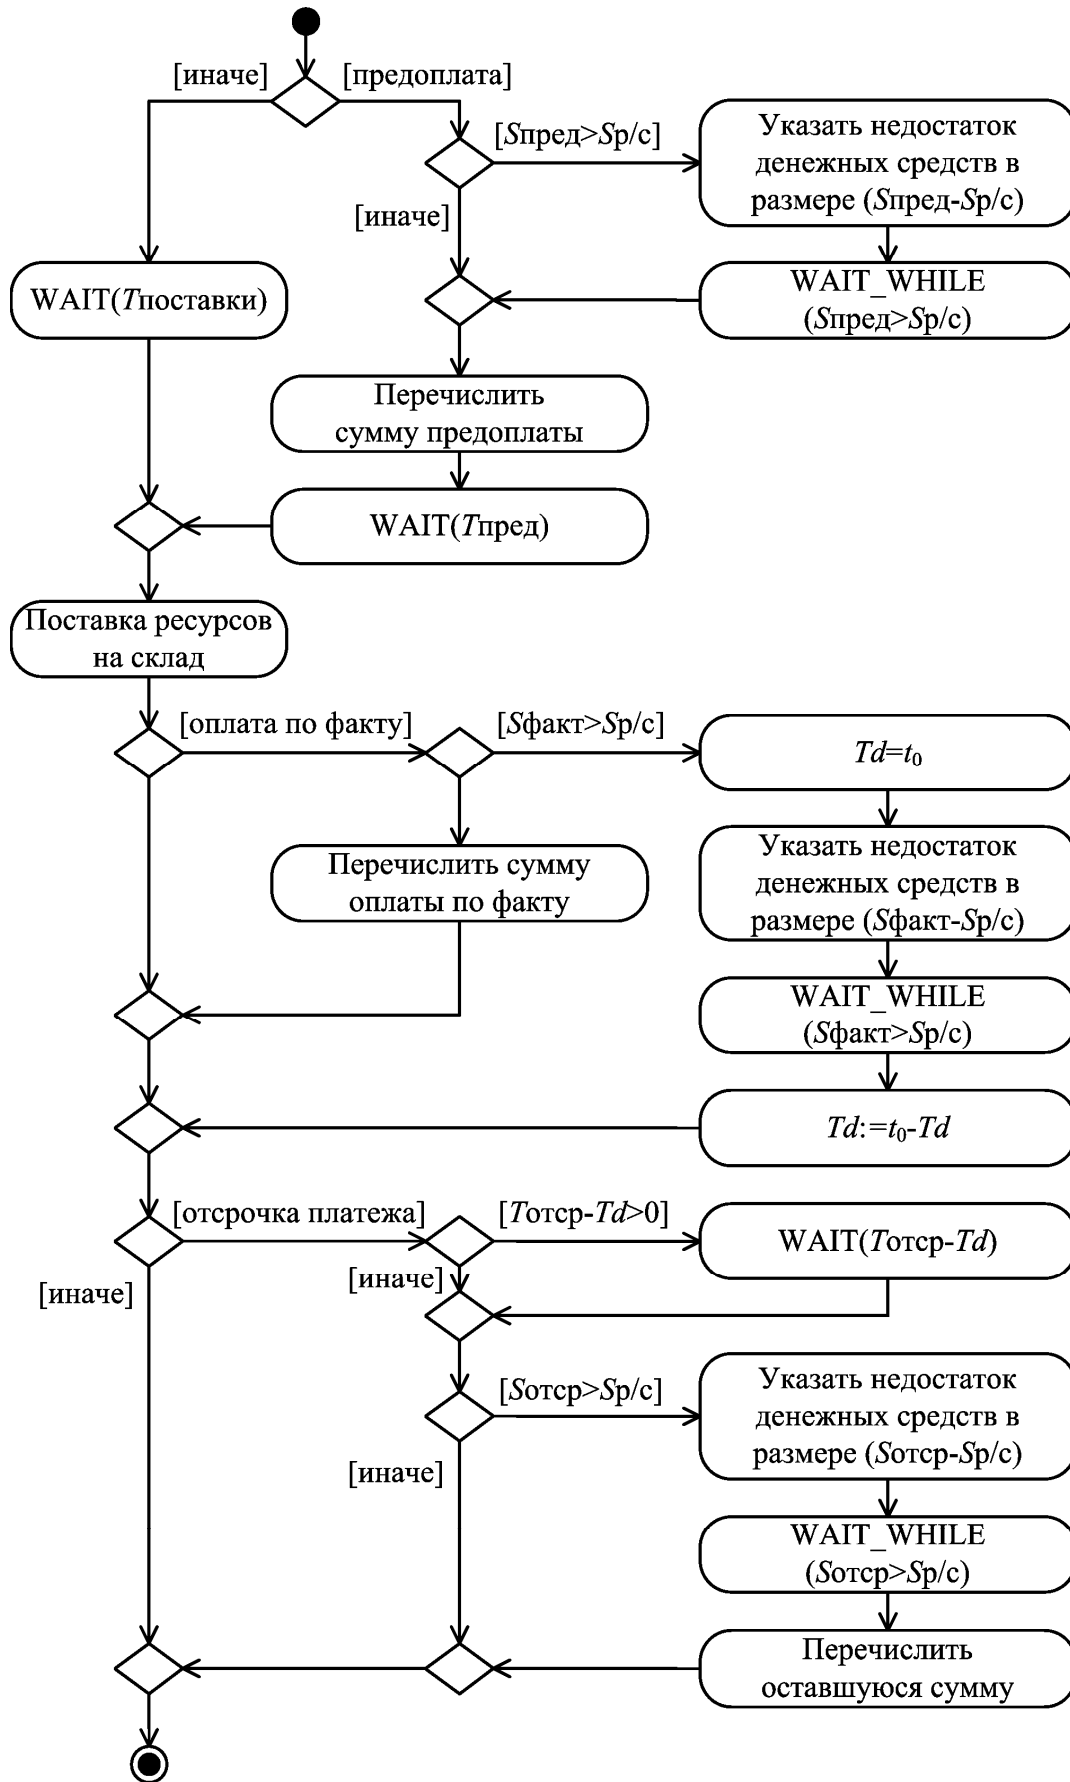 [иначе]
[предоплата]
[Sпред>Sр/с]
Указать недостаток
денежных средств в
размере (Sпред-Sр/с)
[иначе]
WAIT(Tпоставки)
WAIT_WHILE
(Sпред>Sр/с)
Перечислить
сумму предоплаты
WAIT(Tпред)
Поставка ресурсов
на склад
[оплата по факту]
[Sфакт>Sр/с]
Td=t₀
Перечислить сумму
оплаты по факту
Указать недостаток
денежных средств в
размере (Sфакт-Sр/с)
WAIT_WHILE
(Sфакт>Sр/с)
Td:=t₀-Td
[отсрочка платежа]
[Tотср-Td>0]
WAIT(Tотср-Td)
[иначе]
[иначе]
[Sотср>Sр/с]
Указать недостаток
денежных средств в
размере (Sотср-Sр/с)
[иначе]
WAIT_WHILE
(Sотср>Sр/с)
Перечислить
оставшуюся сумму